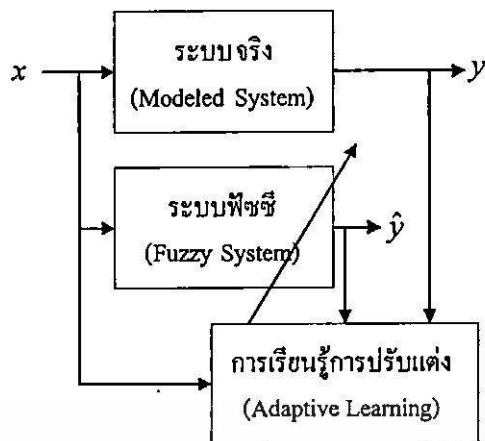 x
ระบบจริง
(Modeled System)
y
ระบบฟัซซี
(Fuzzy System)
ŷ
การเรียนรู้การปรับแต่ง
(Adaptive Learning)